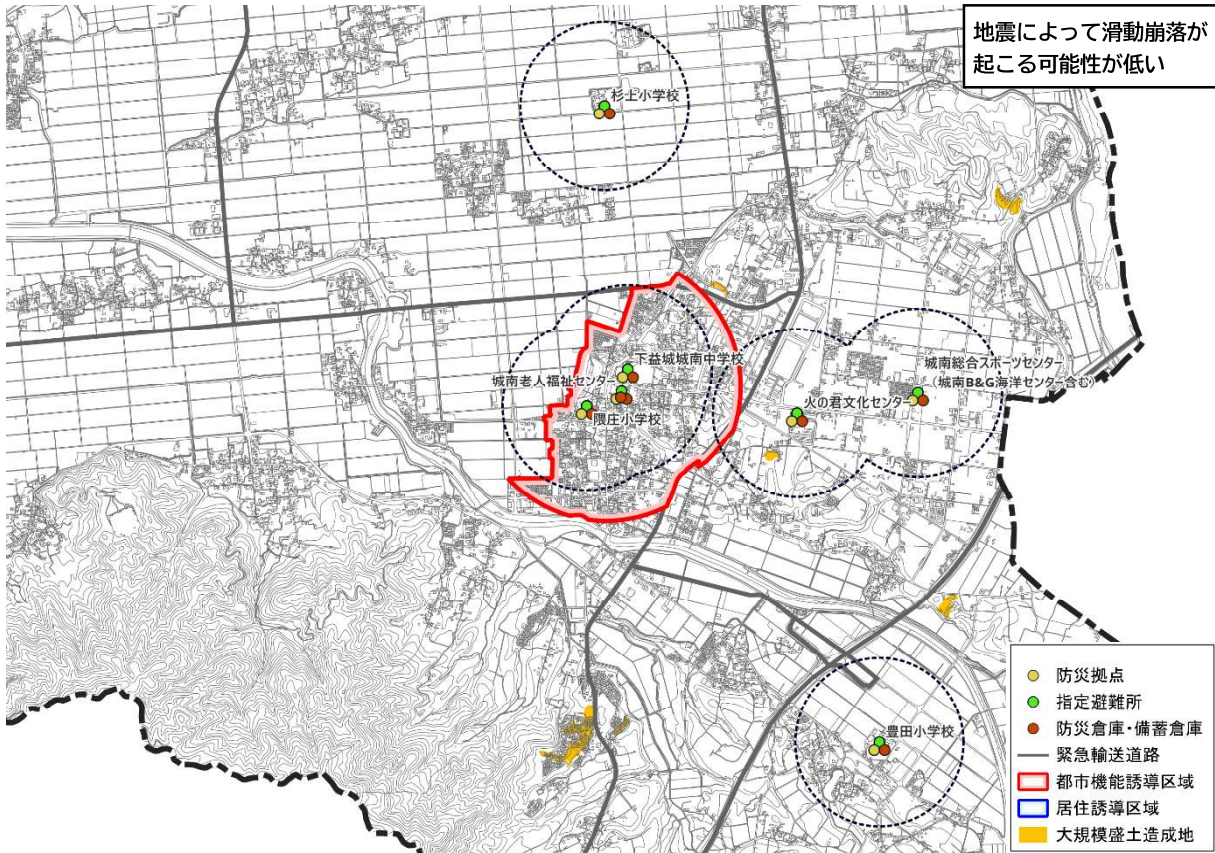 地震によって滑動崩落が
起こる可能性が低い
杉上小学校
下益城城南中学校
城南老人福祉センター
隈庄小学校
城南総合スポーツセンター
（城南B&G海洋センター含む）
火の君文化センター
豊田小学校
防災拠点
指定避難所
防災倉庫・備蓄倉庫
緊急輸送道路
都市機能誘導区域
居住誘導区域
大規模盛土造成地